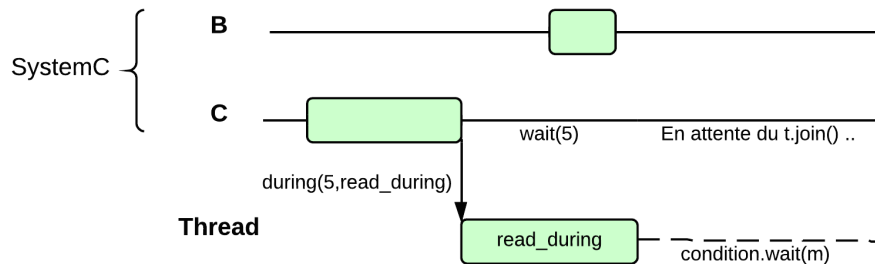 B
SystemC
C
wait(5)
En attente du t.join() ..
during(5,read_during)
Thread
read_during
condition.wait(m)